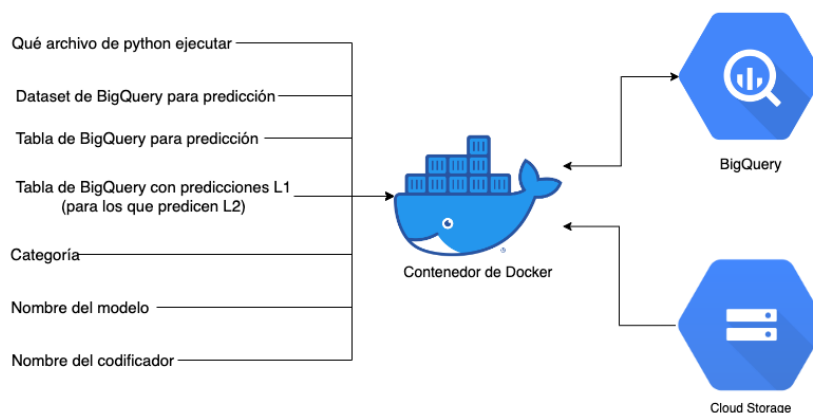 Qué archivo de python ejecutar
Dataset de BigQuery para predicción
Tabla de BigQuery para predicción
Tabla de BigQuery con predicciones L1
(para los que predicen L2)
Categoría
Nombre del modelo
Nombre del codificador
Contenedor de Docker
BigQuery
Cloud Storage